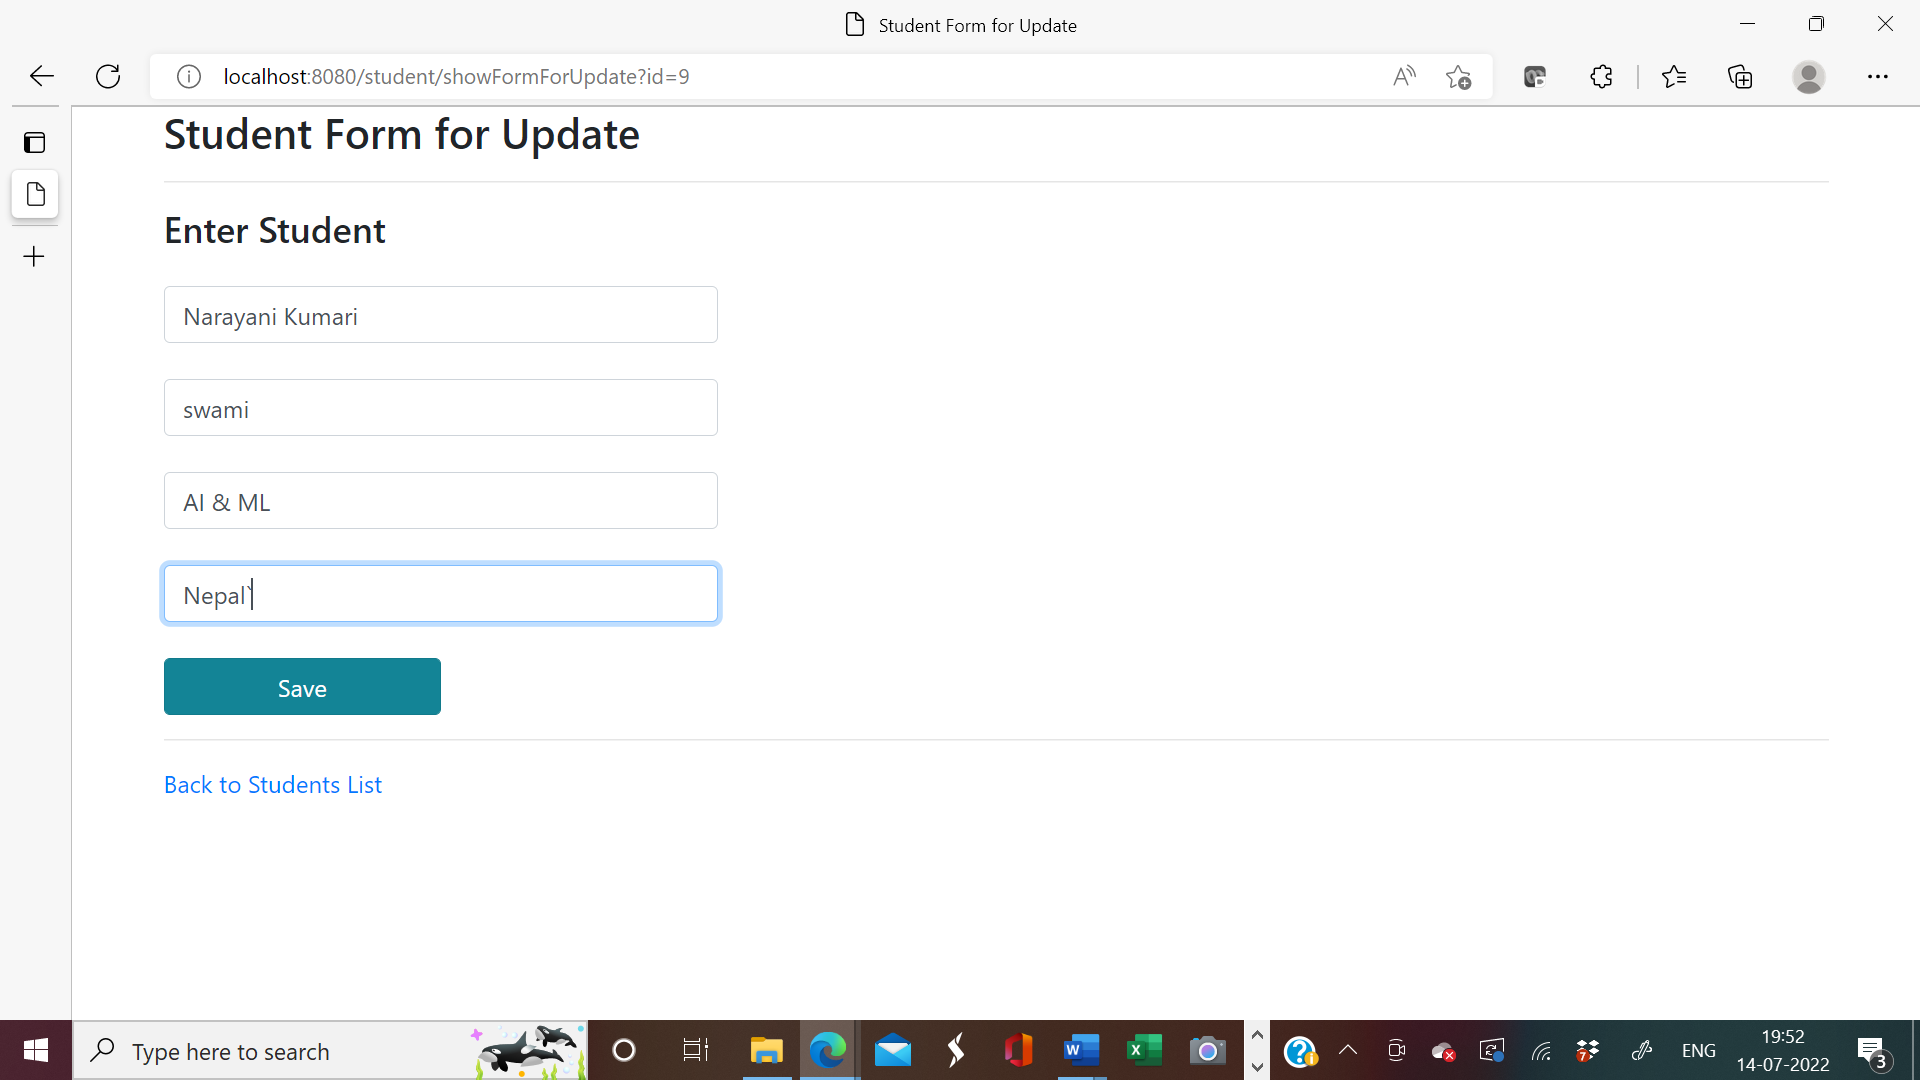 Student Form for Update
localhost:8080/student/showFormForUpdate?id=9
Student Form for Update
Enter Student
Narayani Kumari
swami
AI & ML
Nepal`
Save
Back to Students List
Type here to search
ENG
19:52
14-07-2022
7
3